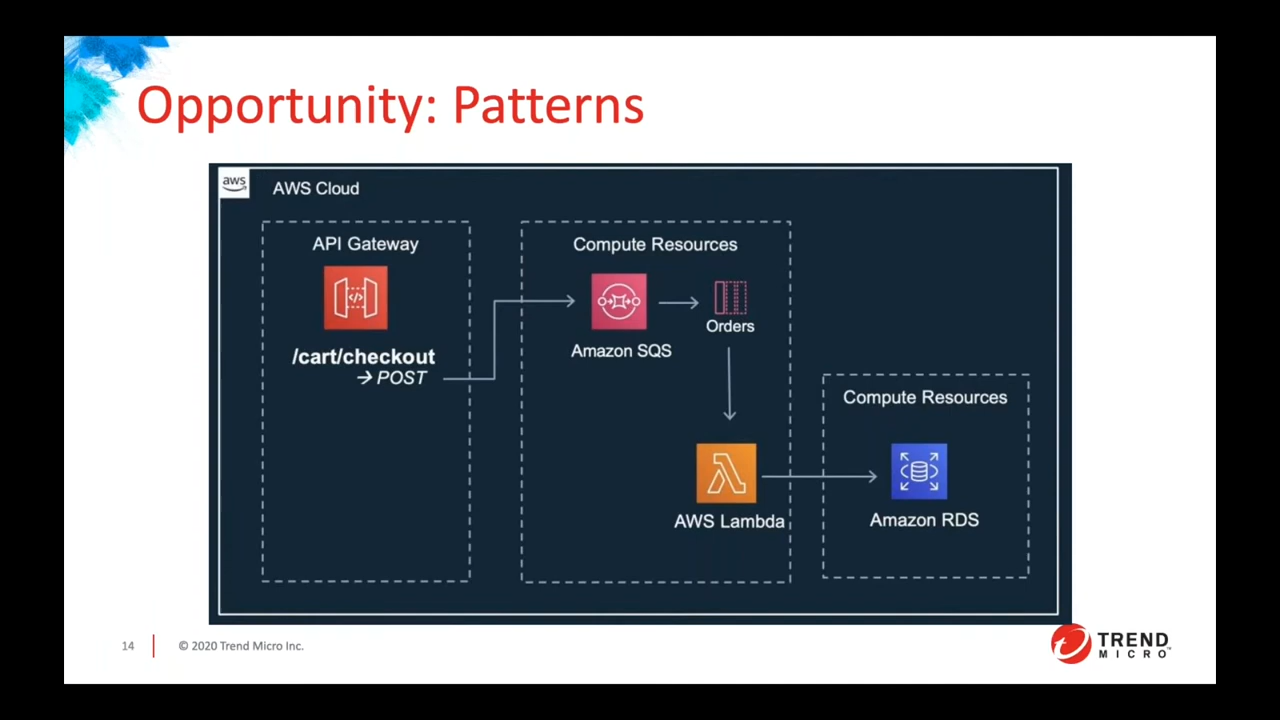 Opportunity: Patterns
aws
AWS Cloud
API Gateway
</>
/cart/checkout
→ POST
Compute Resources
Amazon SQS
Orders
AWS Lambda
Compute Resources
Amazon RDS
14
© 2020 Trend Micro Inc.
TREND
MICRO™